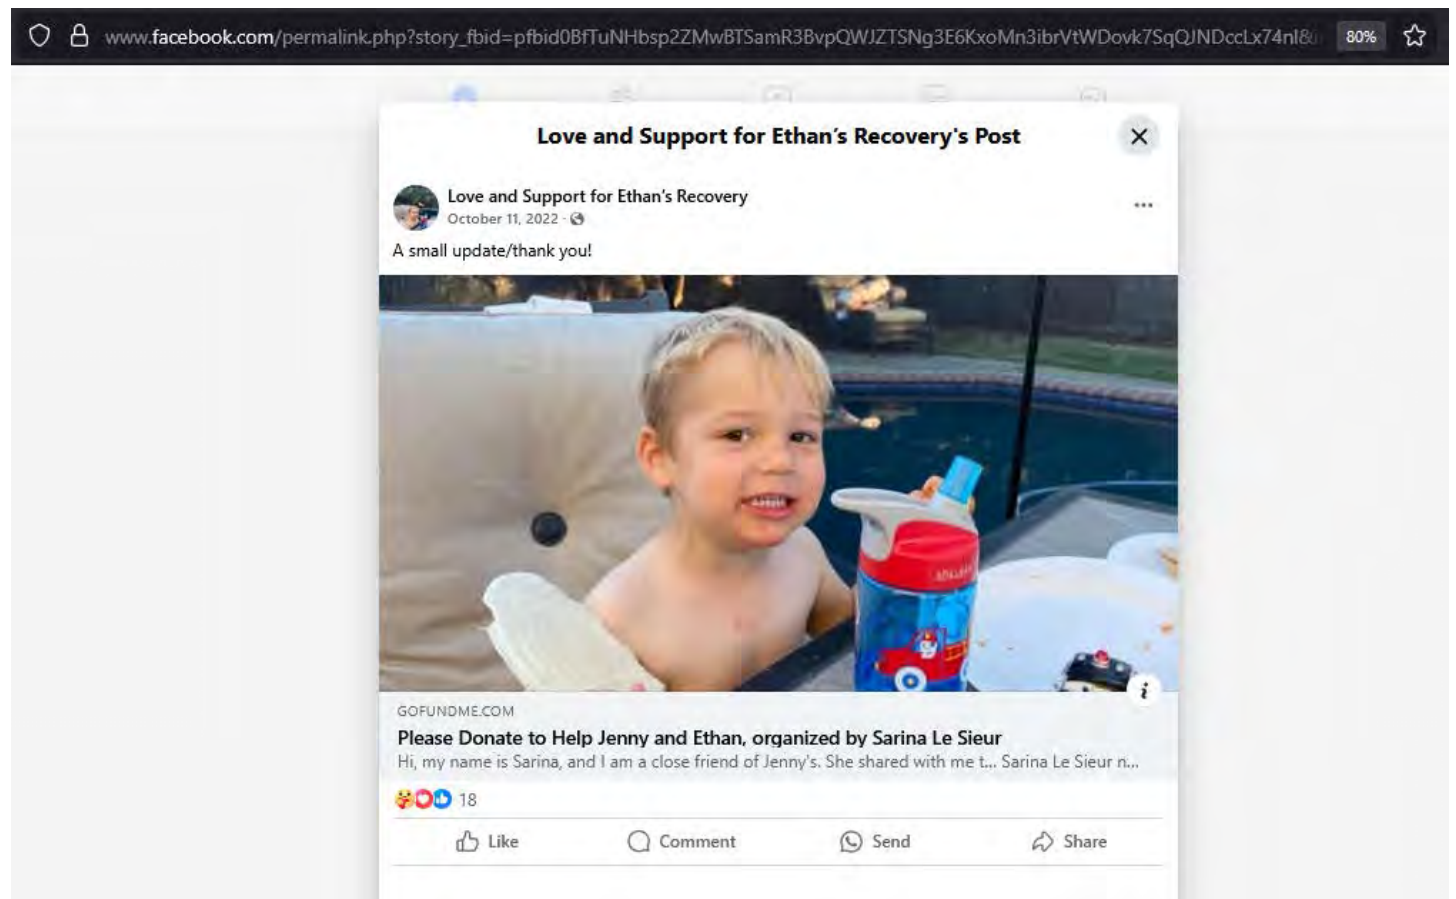 www.facebook.com/permalink.php?story_fbid=pfbid0BfTuNHbsp2ZMwBTSamR3BvpQWJZTSNg3E6KxoMn3ibrVtWDovk7SqQJNDccLx74nl&
80%
Love and Support for Ethan's Recovery's Post
Love and Support for Ethan's Recovery
October 11, 2022 ·
A small update/thank you!
GOFUNDME.COM
Please Donate to Help Jenny and Ethan, organized by Sarina Le Sieur
Hi, my name is Sarina, and I am a close friend of Jenny's. She shared with me t... Sarina Le Sieur n...
18
Like Comment Send Share